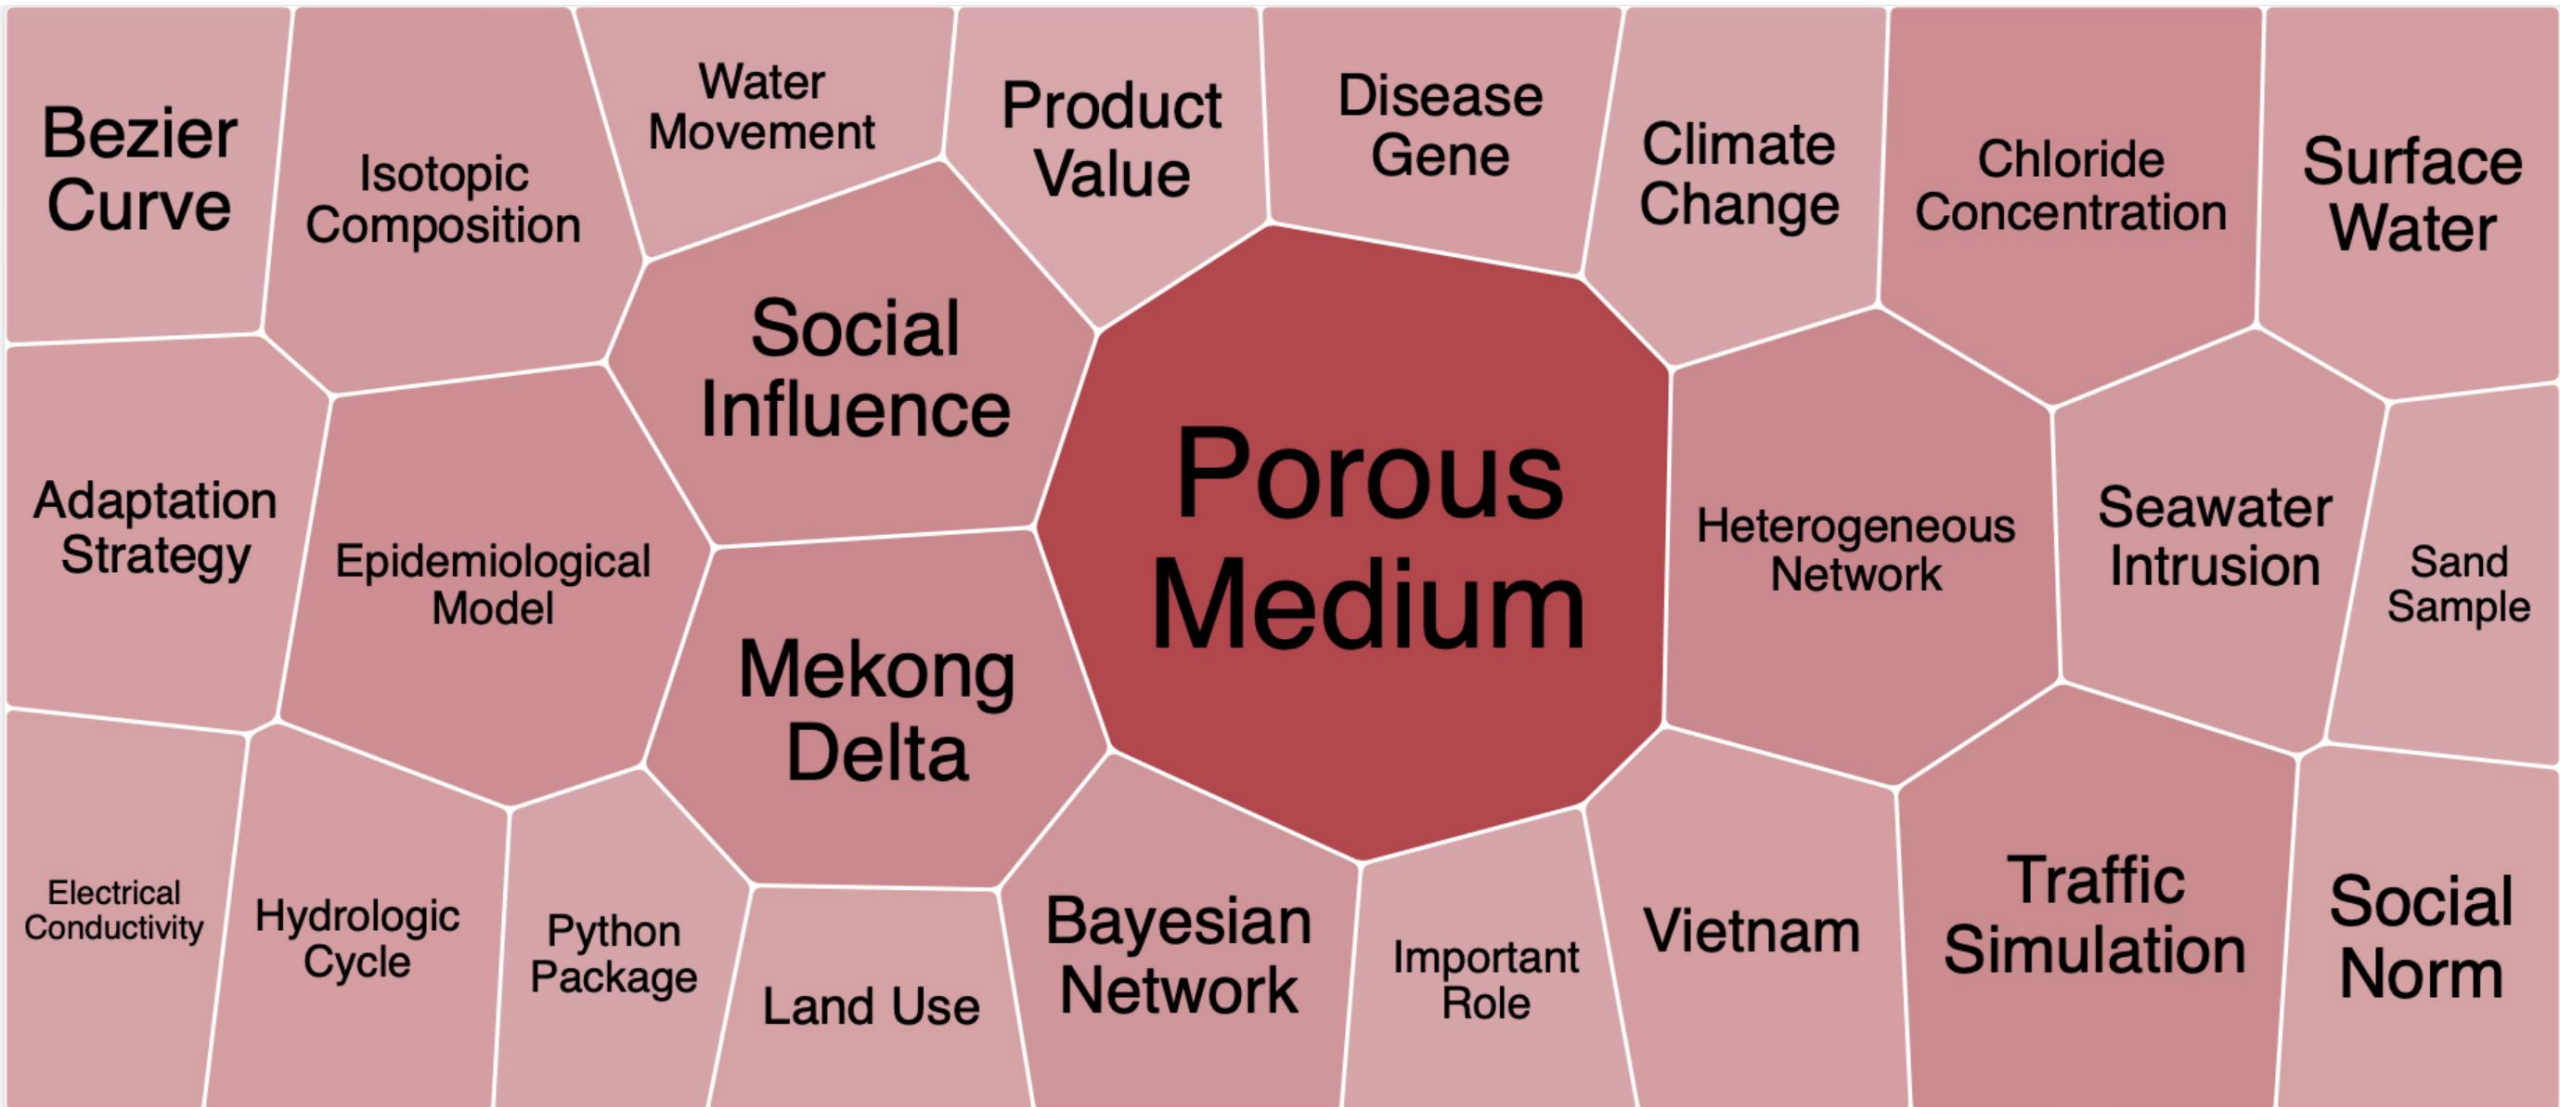 Bezier
Curve
Isotopic
Composition
Water
Movement
Product
Value
Disease
Gene
Climate
Change
Chloride
Concentration
Surface
Water
Social
Influence
Porous
Medium
Adaptation
Strategy
Epidemiological
Model
Heterogeneous
Network
Seawater
Intrusion
Sand
Sample
Mekong
Delta
Electrical
Conductivity
Hydrologic
Cycle
Python
Package
Land Use
Bayesian
Network
Important
Role
Vietnam
Traffic
Simulation
Social
Norm